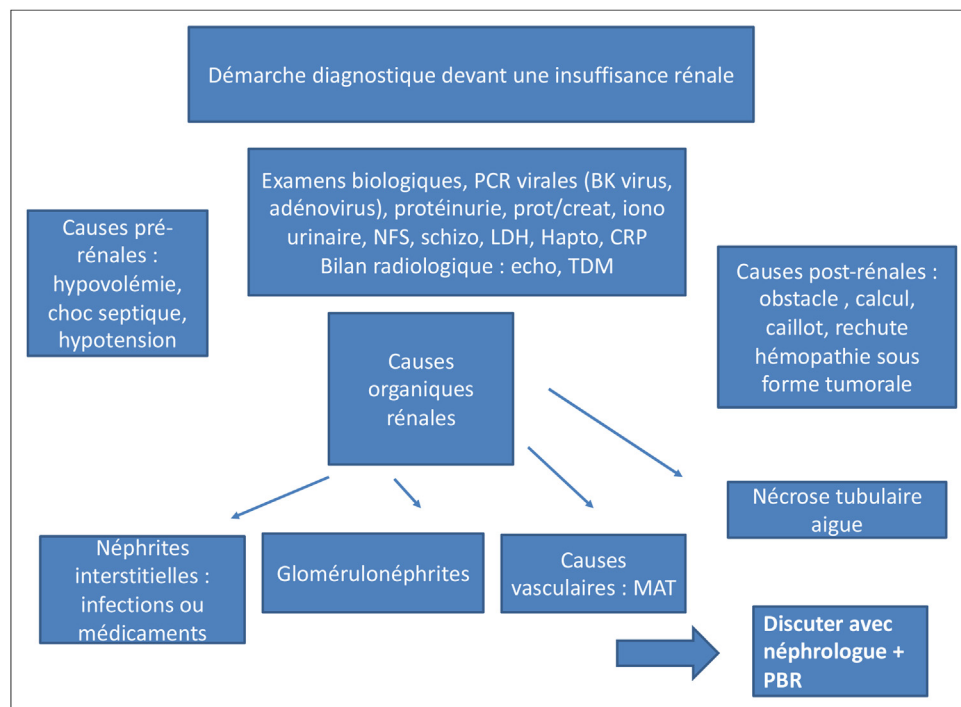 Démarche diagnostique devant une insuffisance rénale
Examens biologiques, PCR virales (BK virus,
adénovirus), protéinurie, prot/creat, iono
urinaire, NFS, schizo, LDH, Hapto, CRP
Bilan radiologique : echo, TDM
Causes pré-
rénales :
hypovolémie,
choc septique,
hypotension
Causes post-rénales :
obstacle , calcul,
caillot, rechute
hémopathie sous
forme tumorale
Causes
organiques
rénales
Néphrites
interstitielles :
infections ou
médicaments
Glomérulonéphrites
Causes
vasculaires : MAT
Nécrose tubulaire
aigue
Discuter avec
néphrologue +
PBR